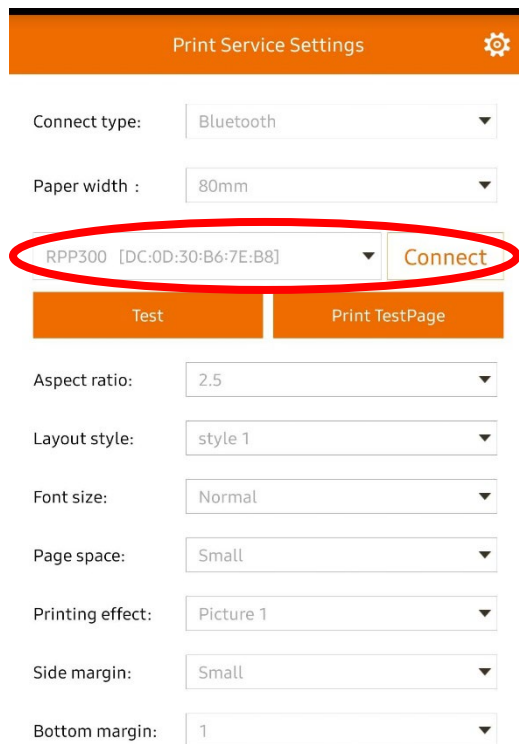 Print Service Settings
Connect type: Bluetooth
Paper width : 80mm
RPP300 [DC:0D:30:B6:7E:B8] Connect
Test Print TestPage
Aspect ratio: 2.5
Layout style: style 1
Font size: Normal
Page space: Small
Printing effect: Picture 1
Side margin: Small
Bottom margin: 1